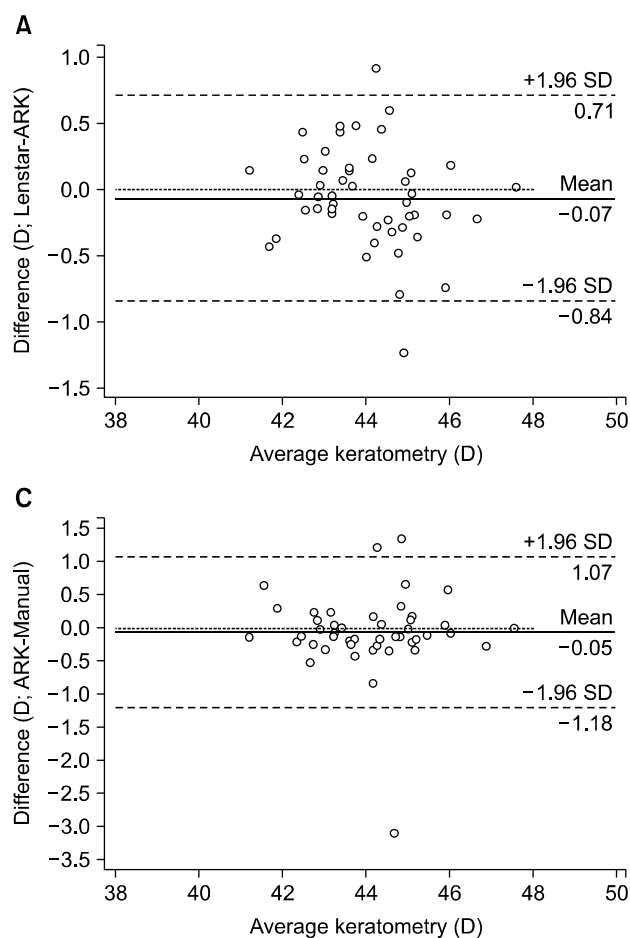 A
1.0
+1.96 SD
0.71
0.5
Mean
0.0
−0.07
−0.5
−1.96 SD
−0.84
−1.0
−1.5
38 40 42 44 46 48 50
Average keratometry (D)
Difference (D; Lenstar-ARK)
C
1.5
+1.96 SD
1.0
1.07
0.5
Mean
0.0
−0.05
−0.5
−1.0
−1.96 SD
−1.18
−1.5
−2.0
−2.5
−3.0
−3.5
38 40 42 44 46 48 50
Average keratometry (D)
Difference (D; ARK-Manual)